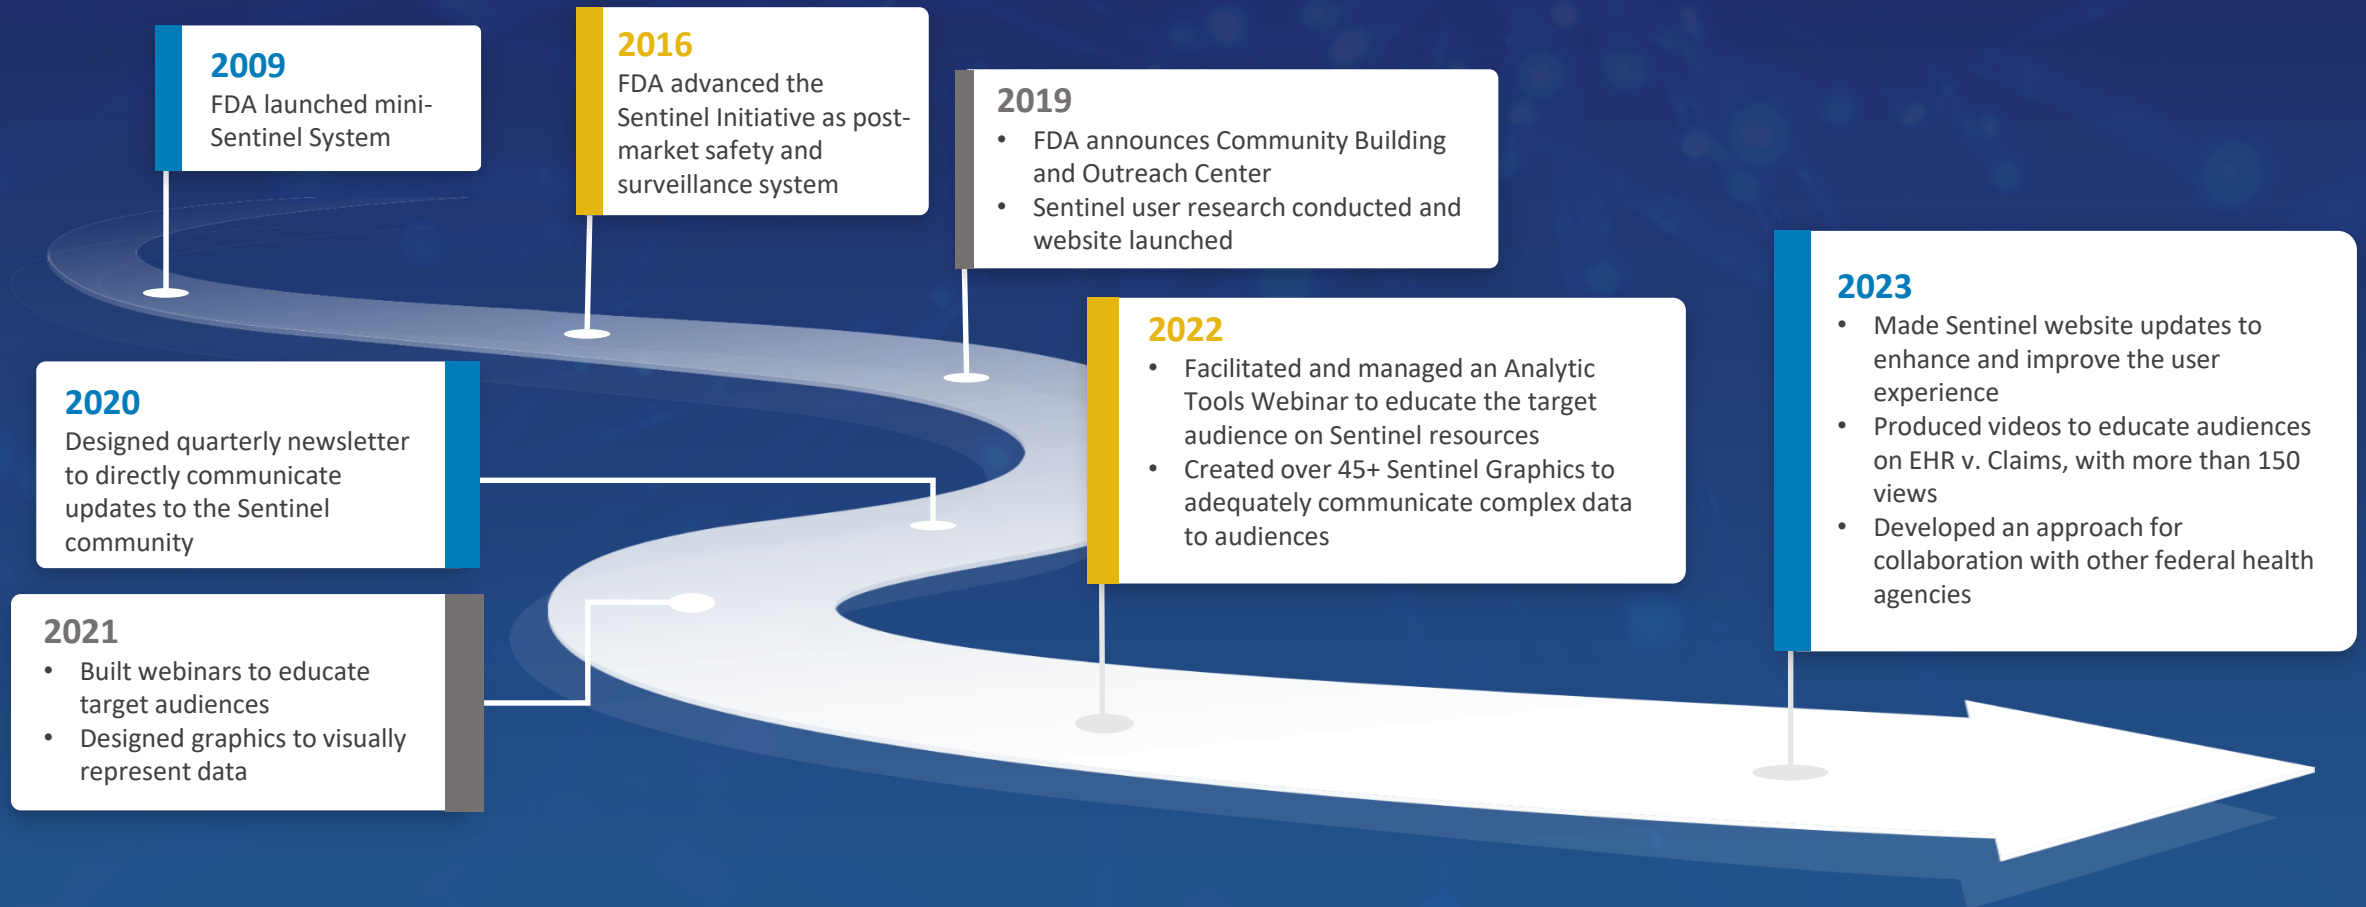 2009
FDA launched mini-
Sentinel System
2016
FDA advanced the
Sentinel Initiative as post-
market safety and
surveillance system
2019
• FDA announces Community Building
and Outreach Center
• Sentinel user research conducted and
website launched
2020
Designed quarterly newsletter
to directly communicate
updates to the Sentinel
community
2021
• Built webinars to educate
target audiences
• Designed graphics to visually
represent data
2022
• Facilitated and managed an Analytic
Tools Webinar to educate the target
audience on Sentinel resources
• Created over 45+ Sentinel Graphics to
adequately communicate complex data
to audiences
2023
• Made Sentinel website updates to
enhance and improve the user
experience
• Produced videos to educate audiences
on EHR v. Claims, with more than 150
views
• Developed an approach for
collaboration with other federal health
agencies